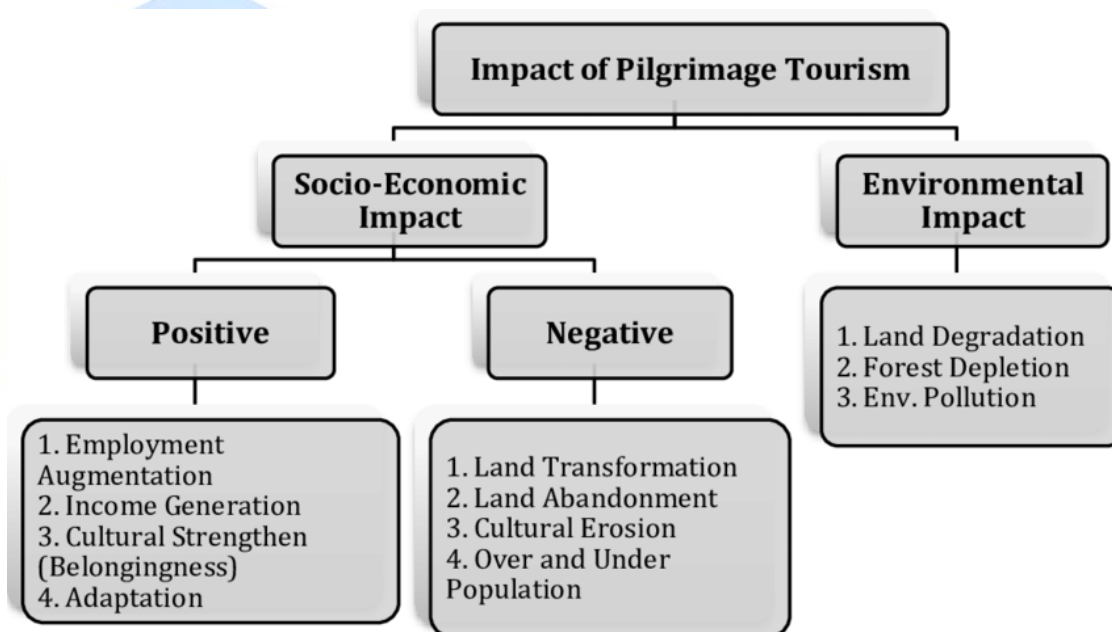 Impact of Pilgrimage Tourism
Socio-Economic
Impact
Environmental
Impact
Positive
Negative
1. Land Degradation
2. Forest Depletion
3. Env. Pollution
1. Employment
Augmentation
2. Income Generation
3. Cultural Strengthen
(Belongingness)
4. Adaptation
1. Land Transformation
2. Land Abandonment
3. Cultural Erosion
4. Over and Under
Population